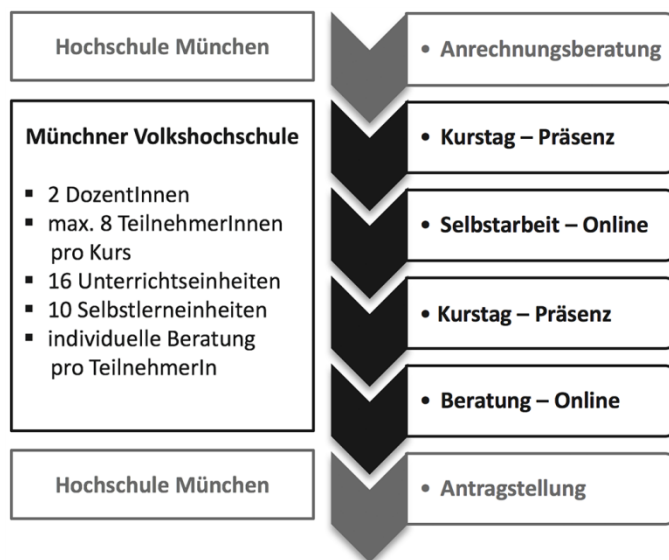 Hochschule München
• Anrechnungsberatung
Münchner Volkshochschule
▪ 2 DozentInnen
▪ max. 8 TeilnehmerInnen
pro Kurs
▪ 16 Unterrichtseinheiten
▪ 10 Selbstlerneinheiten
▪ individuelle Beratung
pro TeilnehmerIn
• Kurstag – Präsenz
• Selbstarbeit – Online
• Kurstag – Präsenz
• Beratung – Online
Hochschule München
• Antragstellung